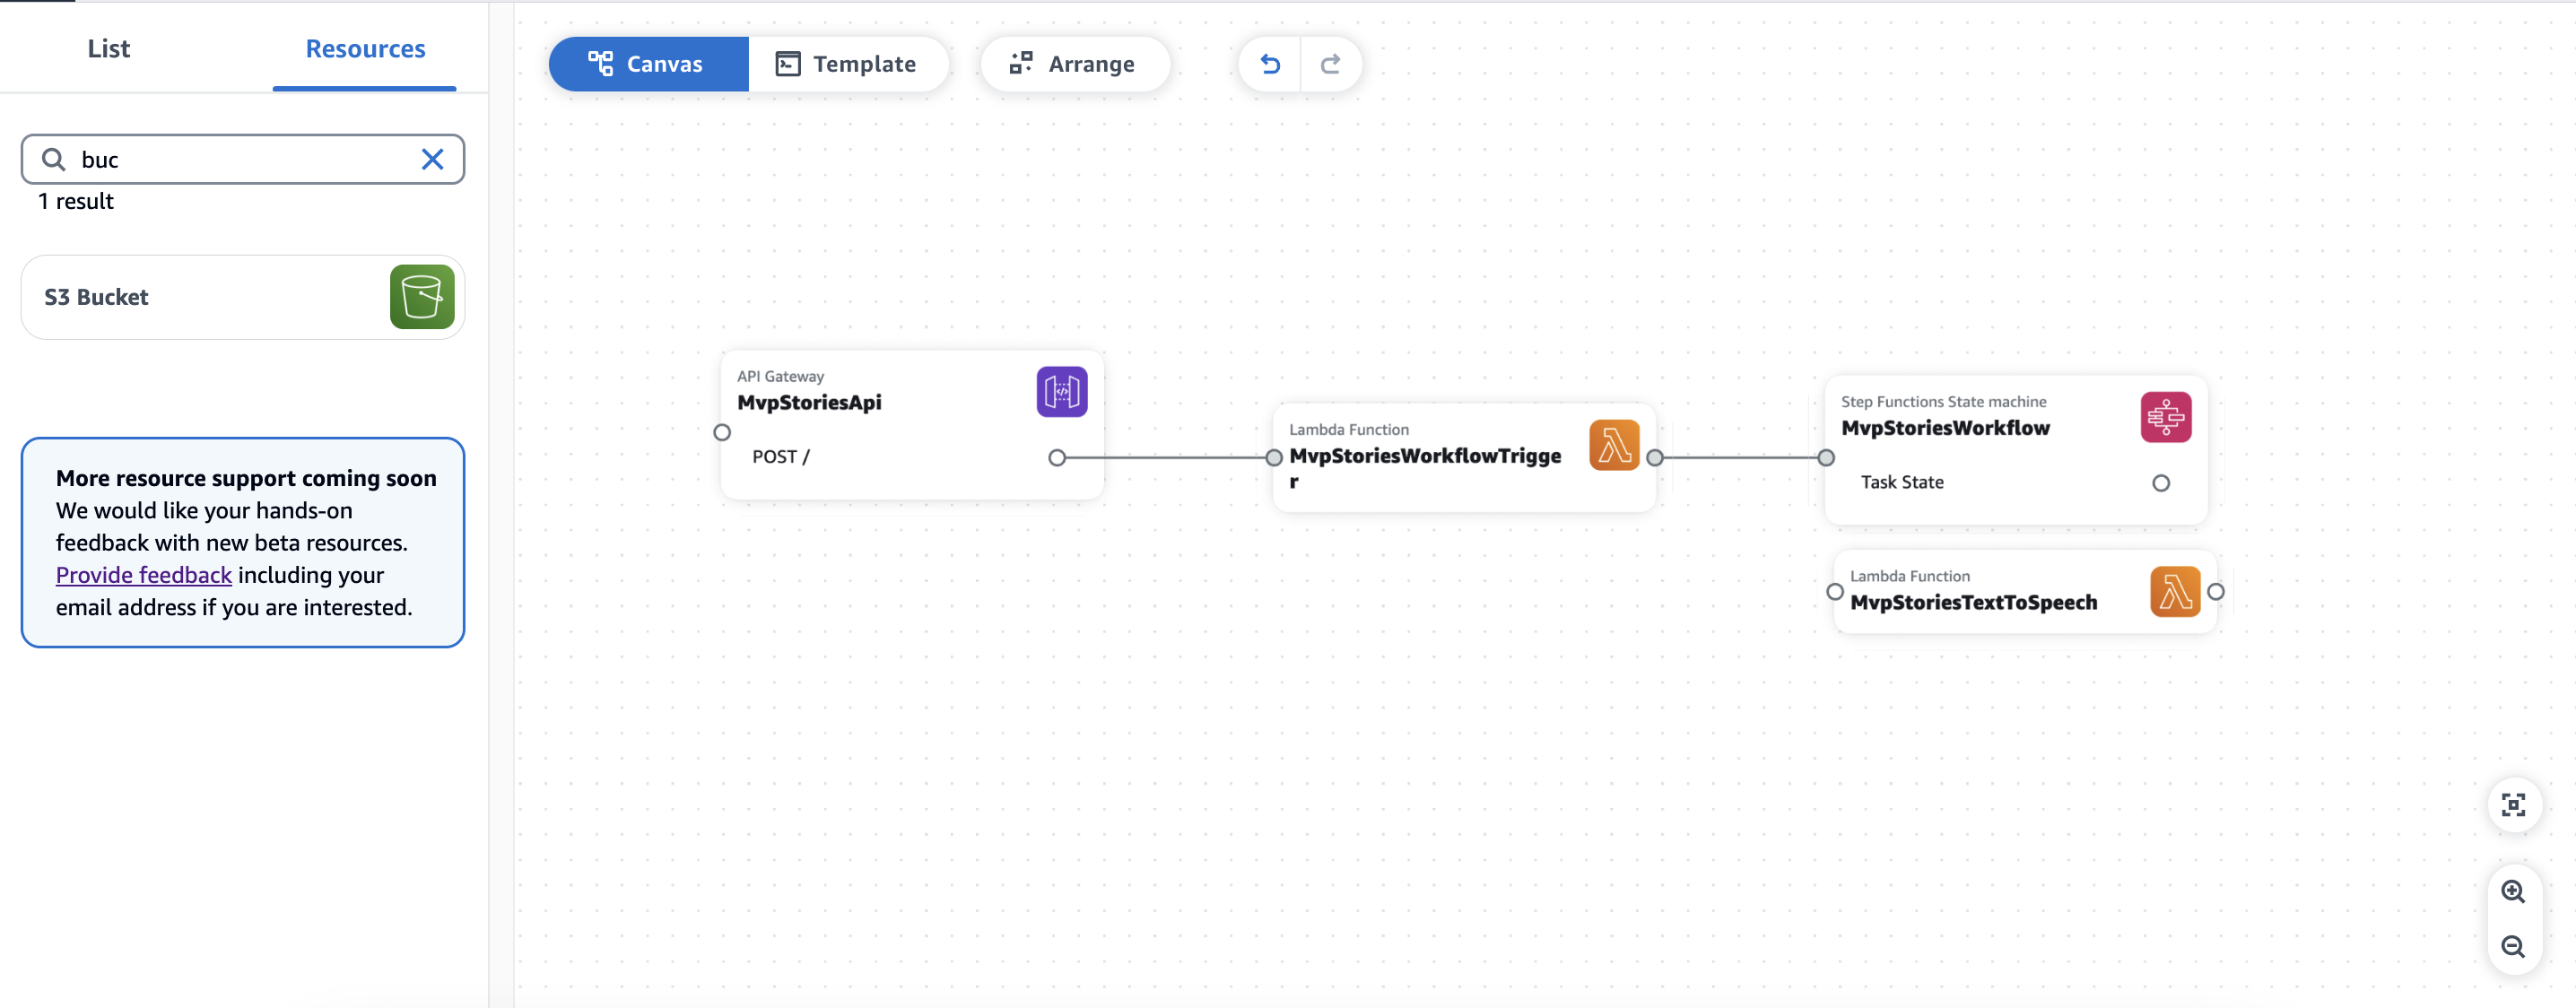 List
Resources
buc
1 result
S3 Bucket
More resource support coming soon
We would like your hands-on
feedback with new beta resources.
Provide feedback including your
email address if you are interested.
Canvas
Template
Arrange
API Gateway
MvpStoriesApi
POST /
Lambda Function
MvpStoriesWorkflowTrigge
r
Step Functions State machine
MvpStoriesWorkflow
Task State
Lambda Function
MvpStoriesTextToSpeech